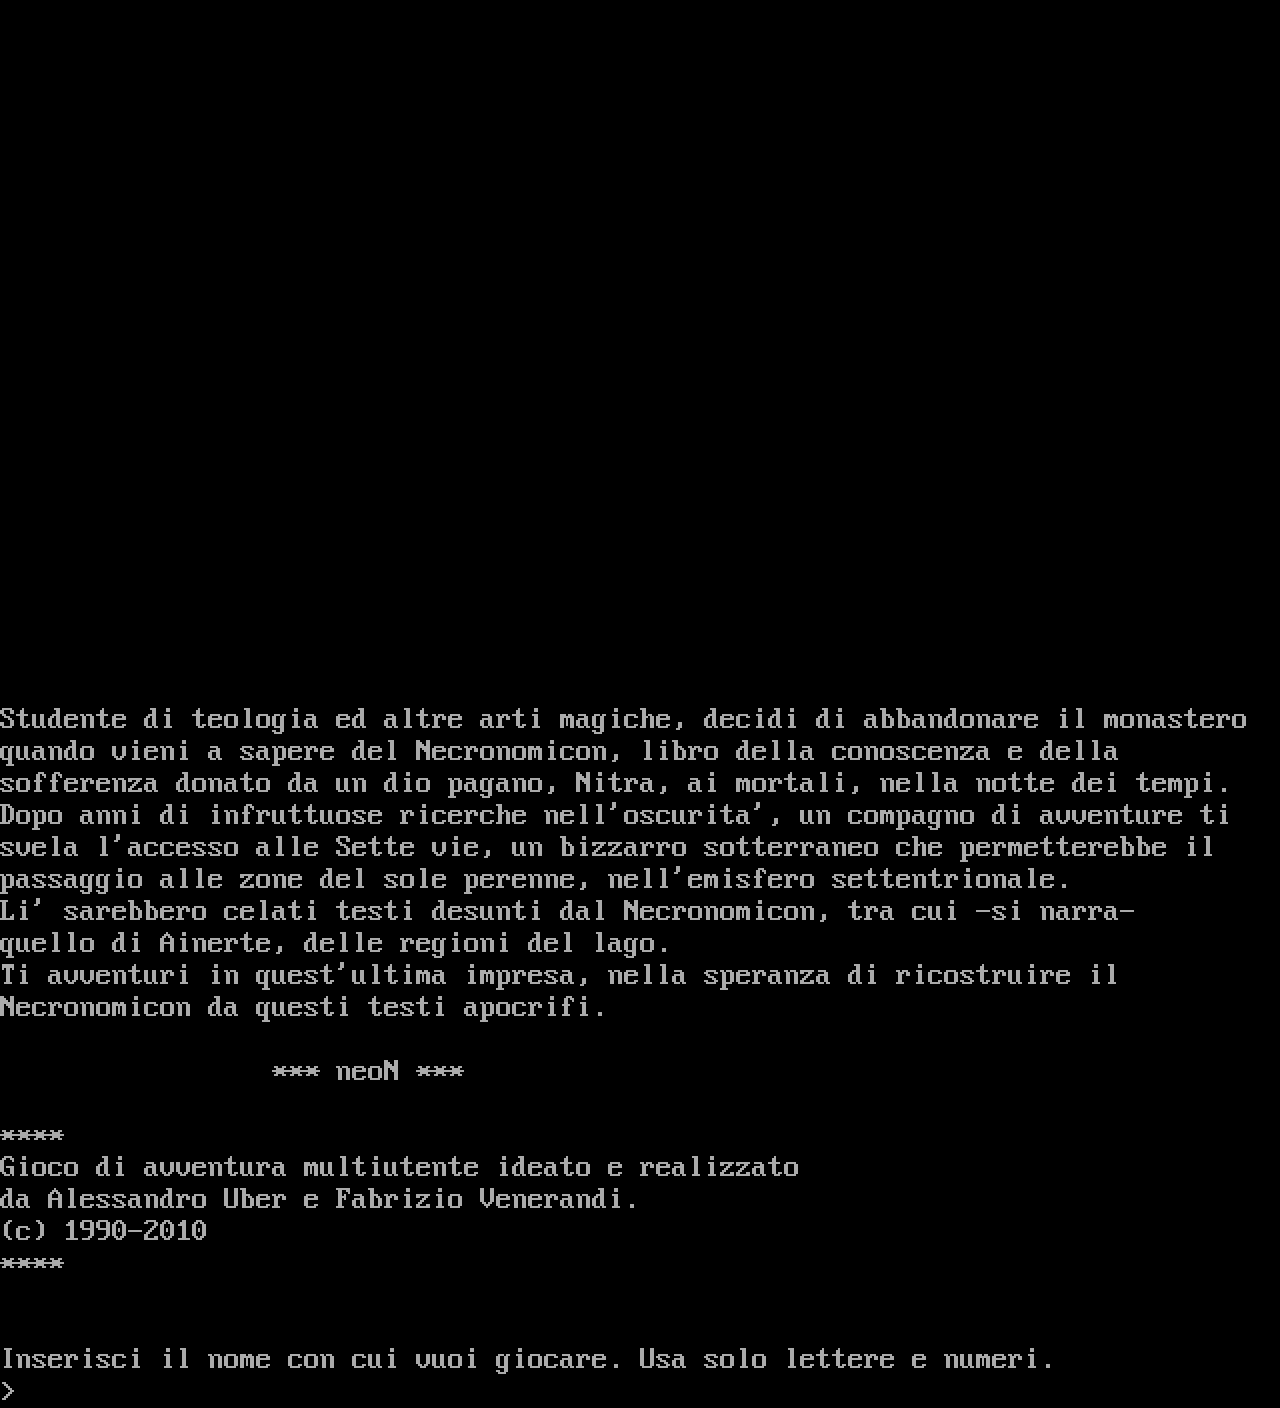 Studente di teologia ed altre arti magiche, decidi di abbandonare il monastero
quando vieni a sapere del Necronomicon, libro della conoscenza e della
sofferenza donato da un dio pagano, Nitra, ai mortali, nella notte dei tempi.
Dopo anni di infruttuose ricerche nell'oscurita', un compagno di avventure ti
svela l'accesso alle Sette vie, un bizzarro sotterraneo che permetterebbe il
passaggio alle zone del sole perenne, nell'emisfero settentrionale.
Li' sarebbero celati testi desunti dal Necronomicon, tra cui -si narra-
quello di Ainerte, delle regioni del lago.
Ti avventuri in quest'ultima impresa, nella speranza di ricostruire il
Necronomicon da questi testi apocrifi.
*** neoN ***
****
Gioco di avventura multiutente ideato e realizzato
da Alessandro Uber e Fabrizio Venerandi.
(c) 1990-2010
****
Inserisci il nome con cui vuoi giocare. Usa solo lettere e numeri.
>